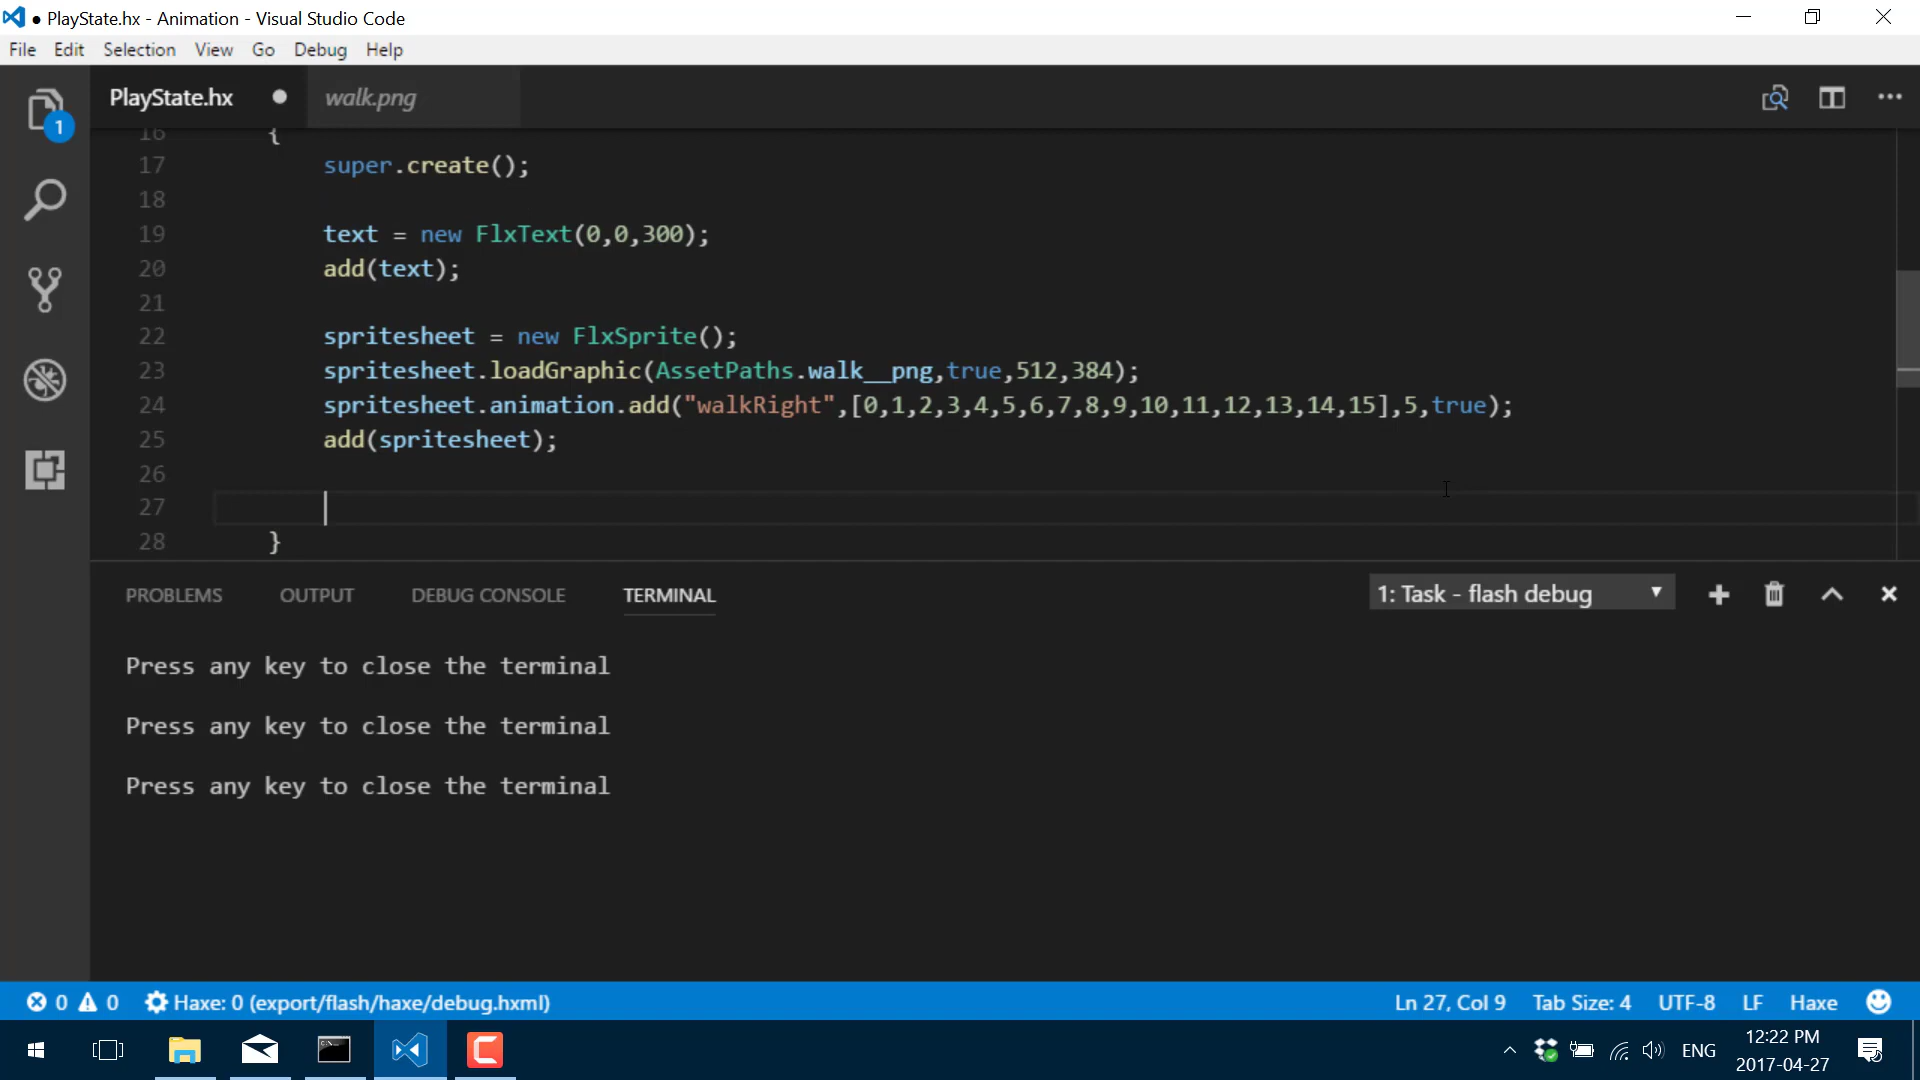 ● PlayState.hx - Animation - Visual Studio Code
File Edit Selection View Go Debug Help
PlayState.hx ● walk.png
1
16 {
17 super.create();
18
19 text = new FlxText(0,0,300);
20 add(text);
21
22 spritesheet = new FlxSprite();
23 spritesheet.loadGraphic(AssetPaths.walk__png,true,512,384);
24 spritesheet.animation.add("walkRight",[0,1,2,3,4,5,6,7,8,9,10,11,12,13,14,15],5,true);
25 add(spritesheet);
26
27
28 }
PROBLEMS OUTPUT DEBUG CONSOLE TERMINAL 1: Task - flash debug
Press any key to close the terminal
Press any key to close the terminal
Press any key to close the terminal
0 0 Haxe: 0 (export/flash/haxe/debug.hxml) Ln 27, Col 9 Tab Size: 4 UTF-8 LF Haxe
ENG 12:22 PM
2017-04-27